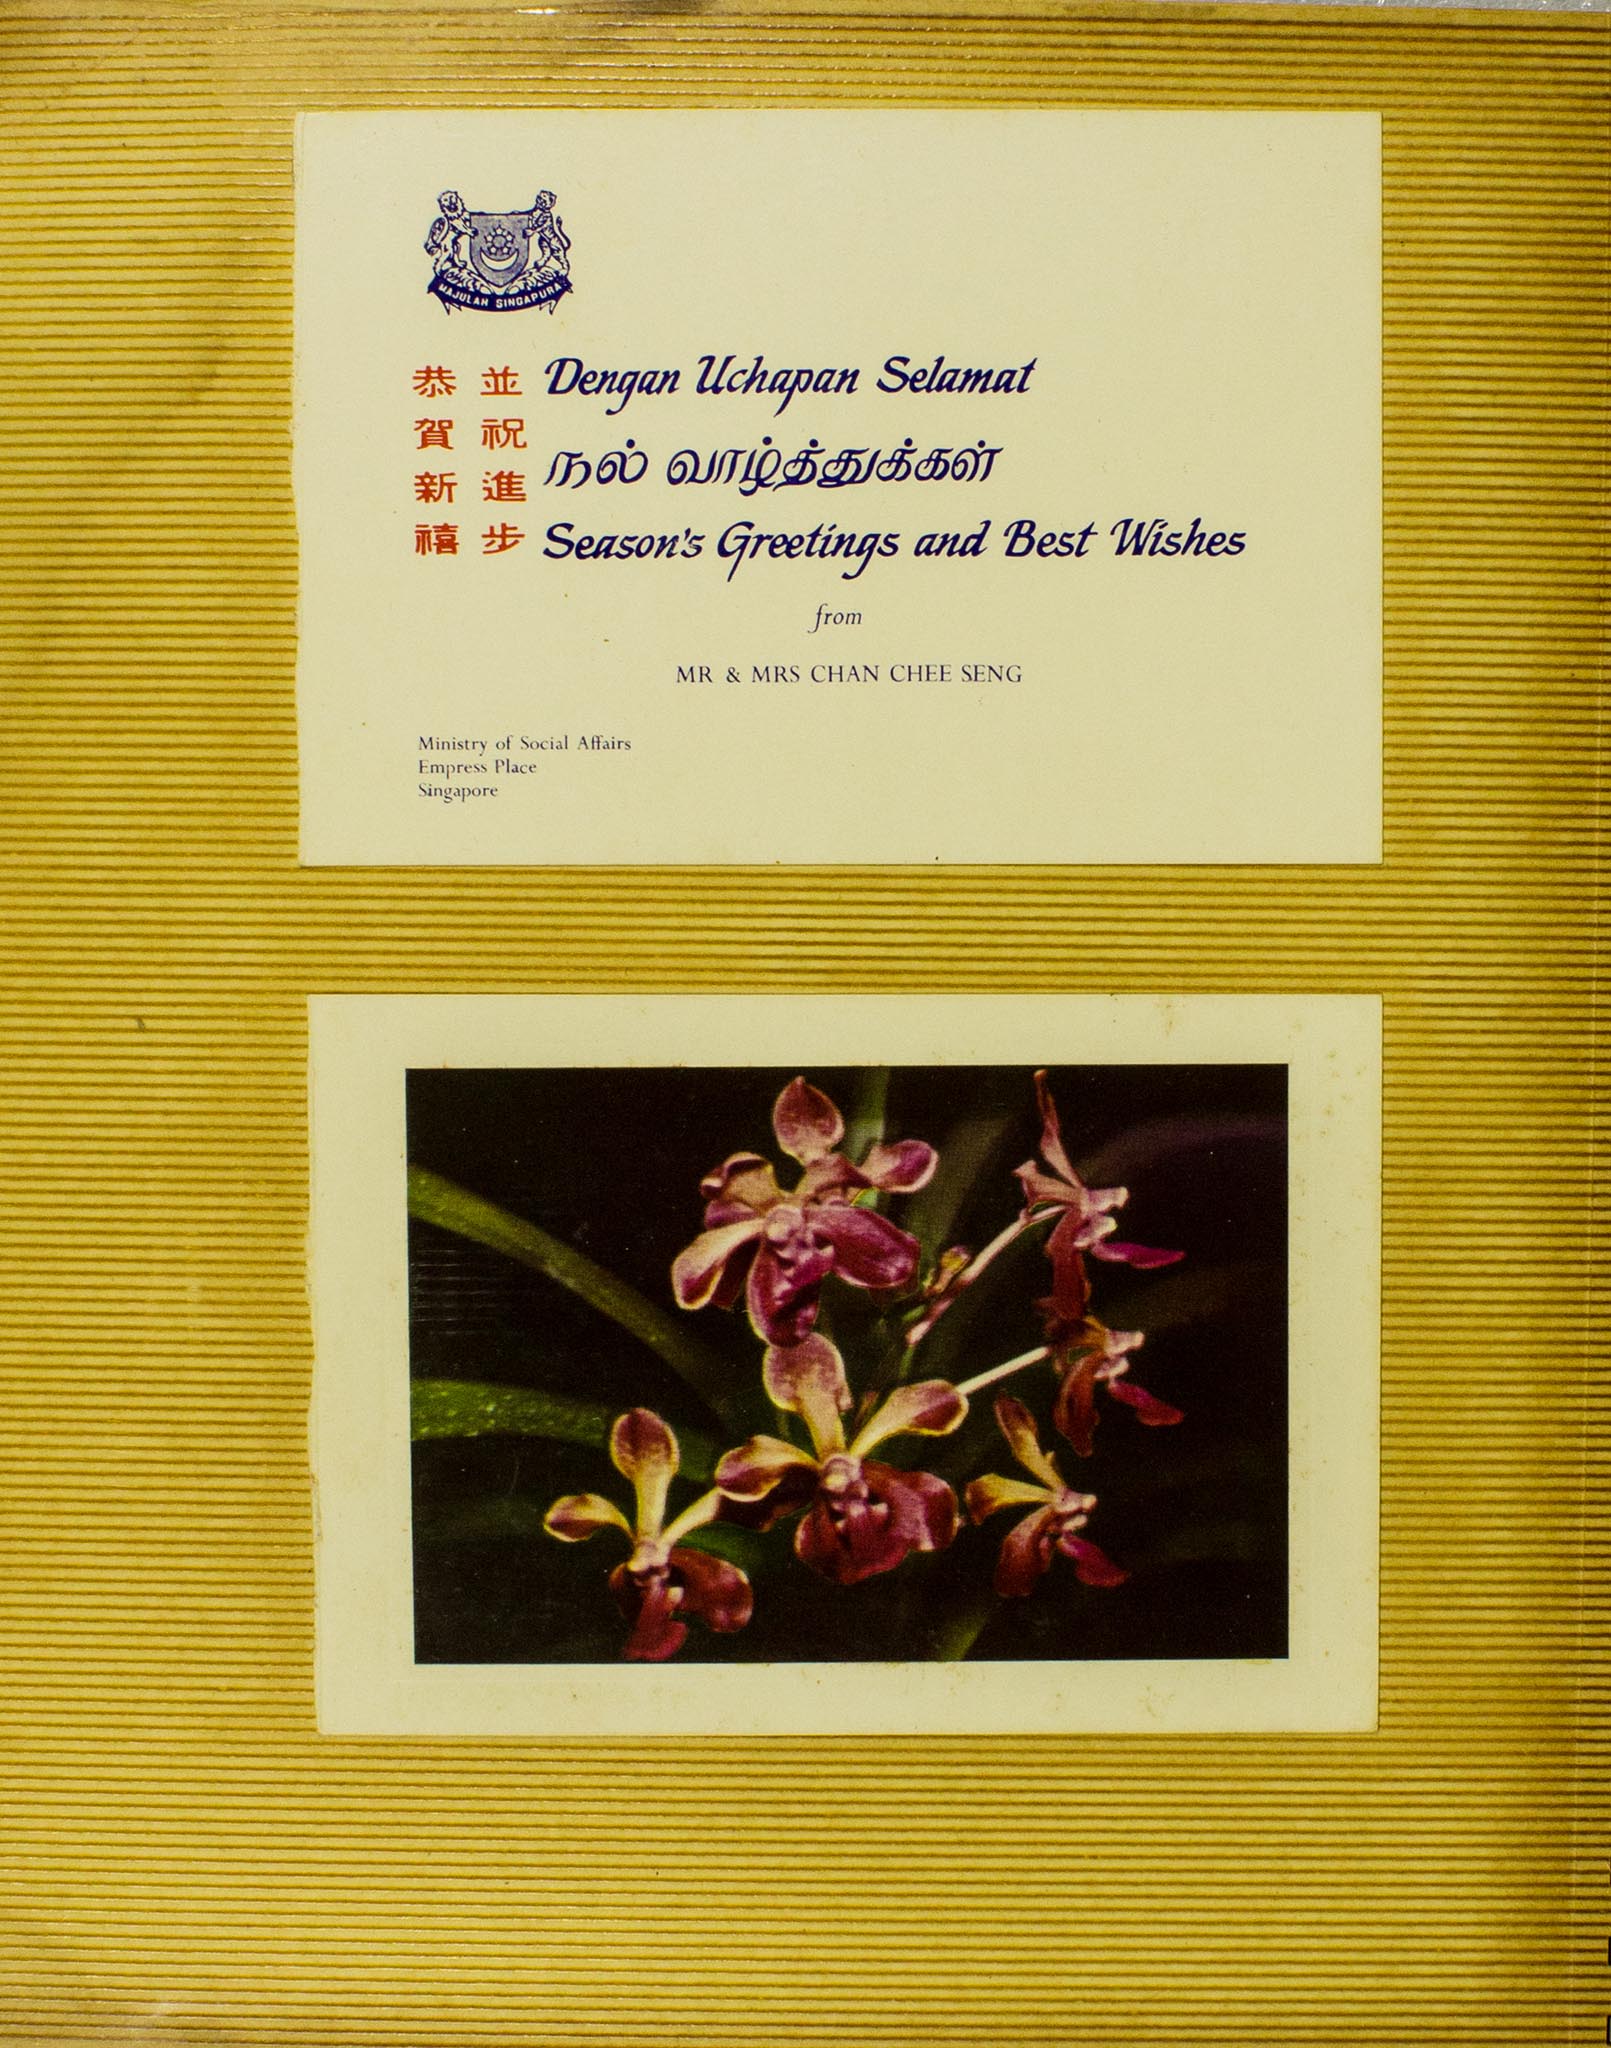 MAJULAH SINGAPURA
恭賀新禧
並祝進步
Dengan Uchapan Selamat
நல் வாழ்த்துக்கள்
Season's Greetings and Best Wishes
from
MR & MRS CHAN CHEE SENG
Ministry of Social Affairs
Empress Place
Singapore